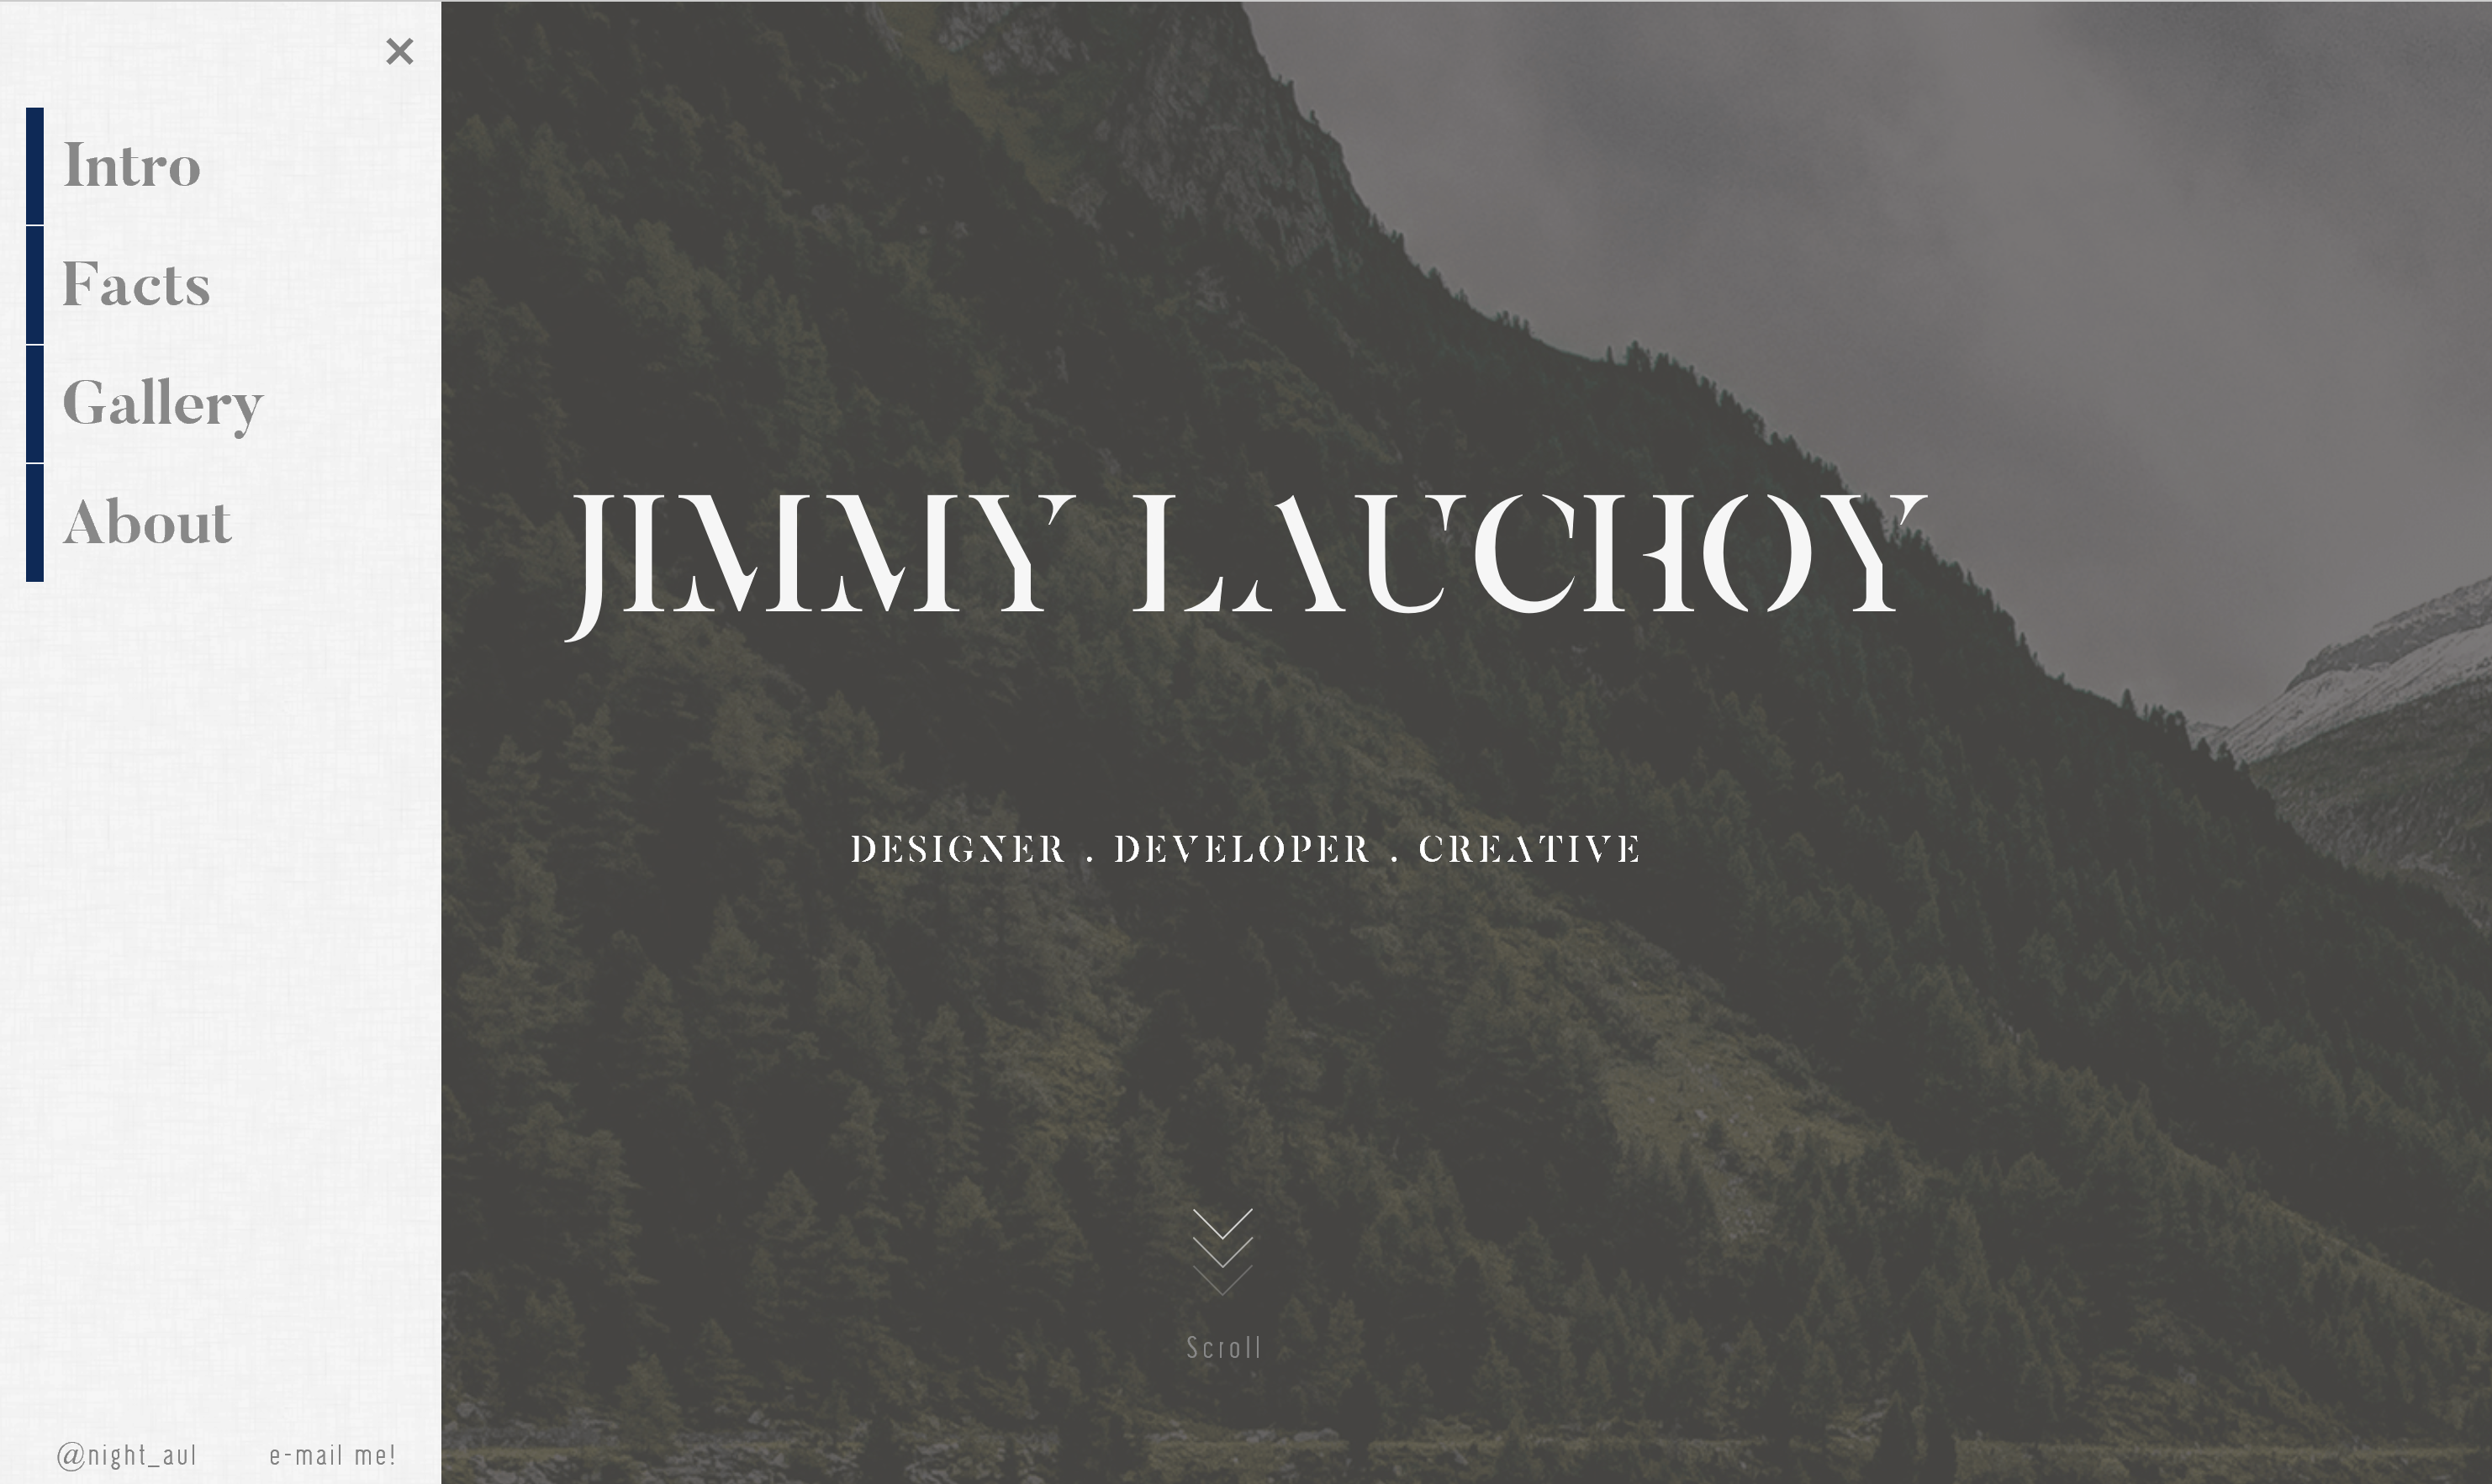 Intro
Facts
Gallery
About
JIMMY LAUCHOY
DESIGNER . DEVELOPER . CREATIVE
Scroll
@night_aul
e-mail me!